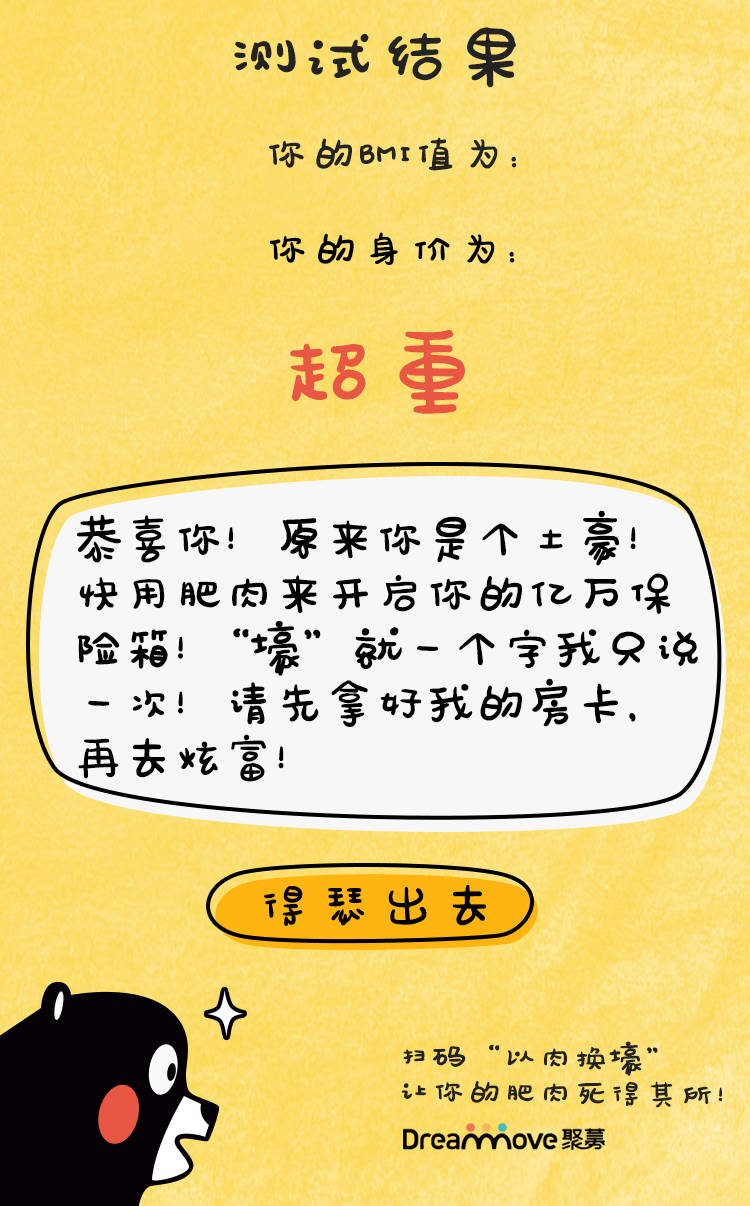 测试结果
你的BMI值为：
你的身价为：
超重
恭喜你！原来你是个土豪！
快用肥肉来开启你的亿万保
险箱！“壕”就一个字我只说
一次！请先拿好我的房卡，
再去炫富！
得瑟出去
扫码“以肉换壕”
让你的肥肉死得其所！
Dreammove聚募